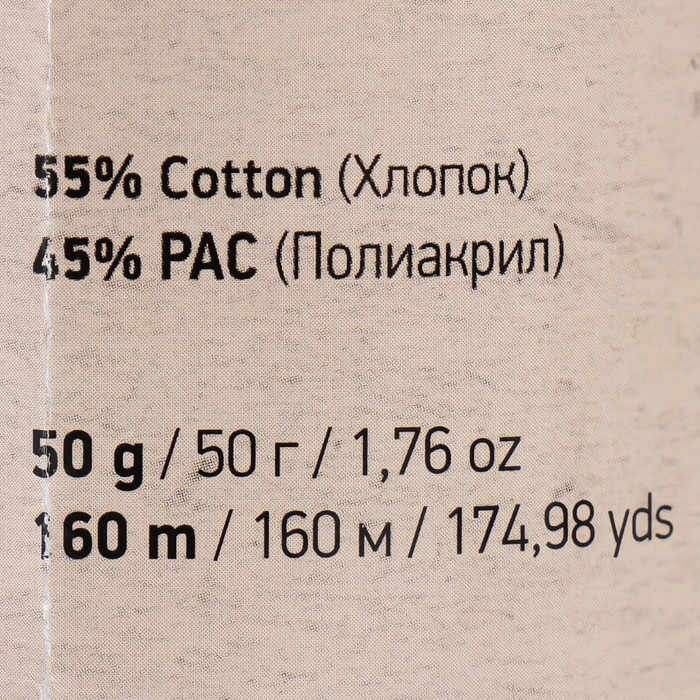 55% Cotton (Хлопок)
45% PAC (Полиакрил)
50 g / 50 г / 1,76 oz
160 m / 160 м / 174,98 yds